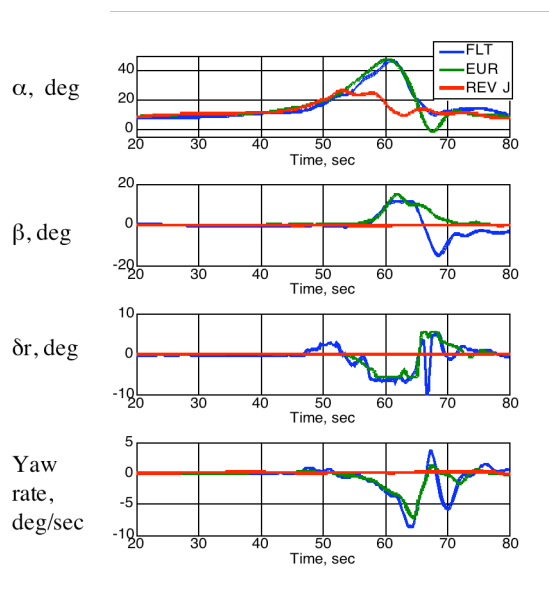 FLT
EUR
REV J
α, deg
40
20
0
20 30 40 50 60 70 80
Time, sec
β, deg
20
0
-20
20 30 40 50 60 70 80
Time, sec
δr, deg
10
0
-10
20 30 40 50 60 70 80
Time, sec
Yaw
rate,
deg/sec
5
0
-5
-10
20 30 40 50 60 70 80
Time, sec